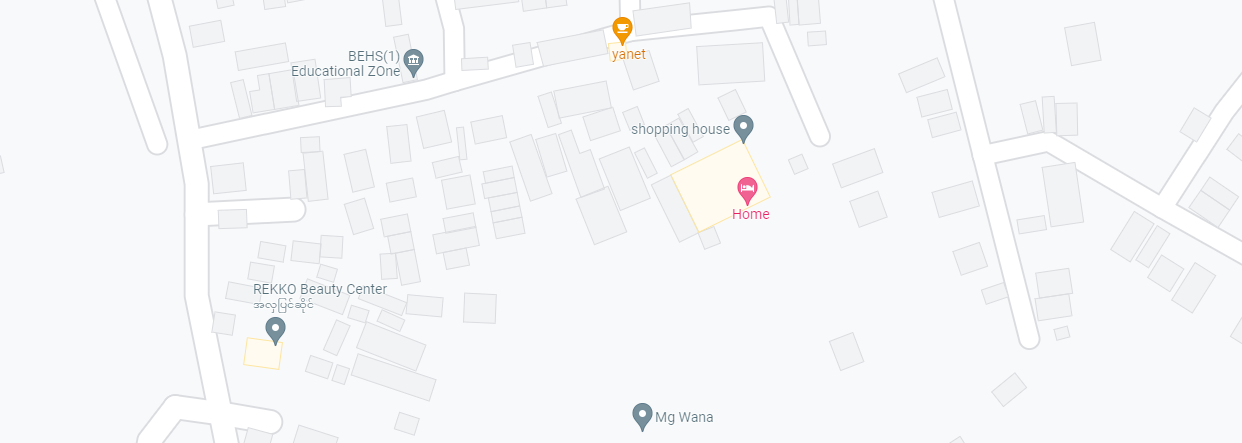 yanet
BEHS(1)
Educational ZOne
shopping house
Home
REKKO Beauty Center
အလှပြင်ဆိုင်
Mg Wana